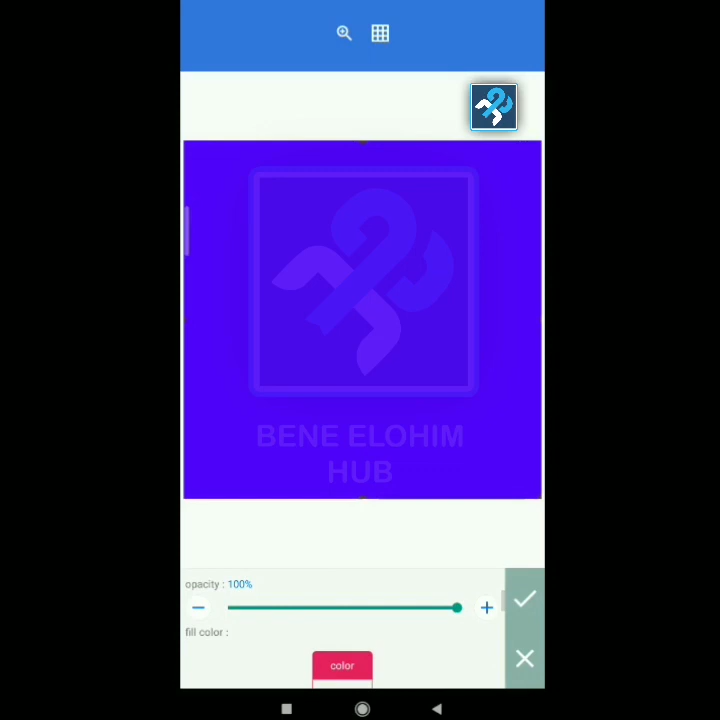 BENE ELOHIM
HUB
opacity : 100%
fill color :
color